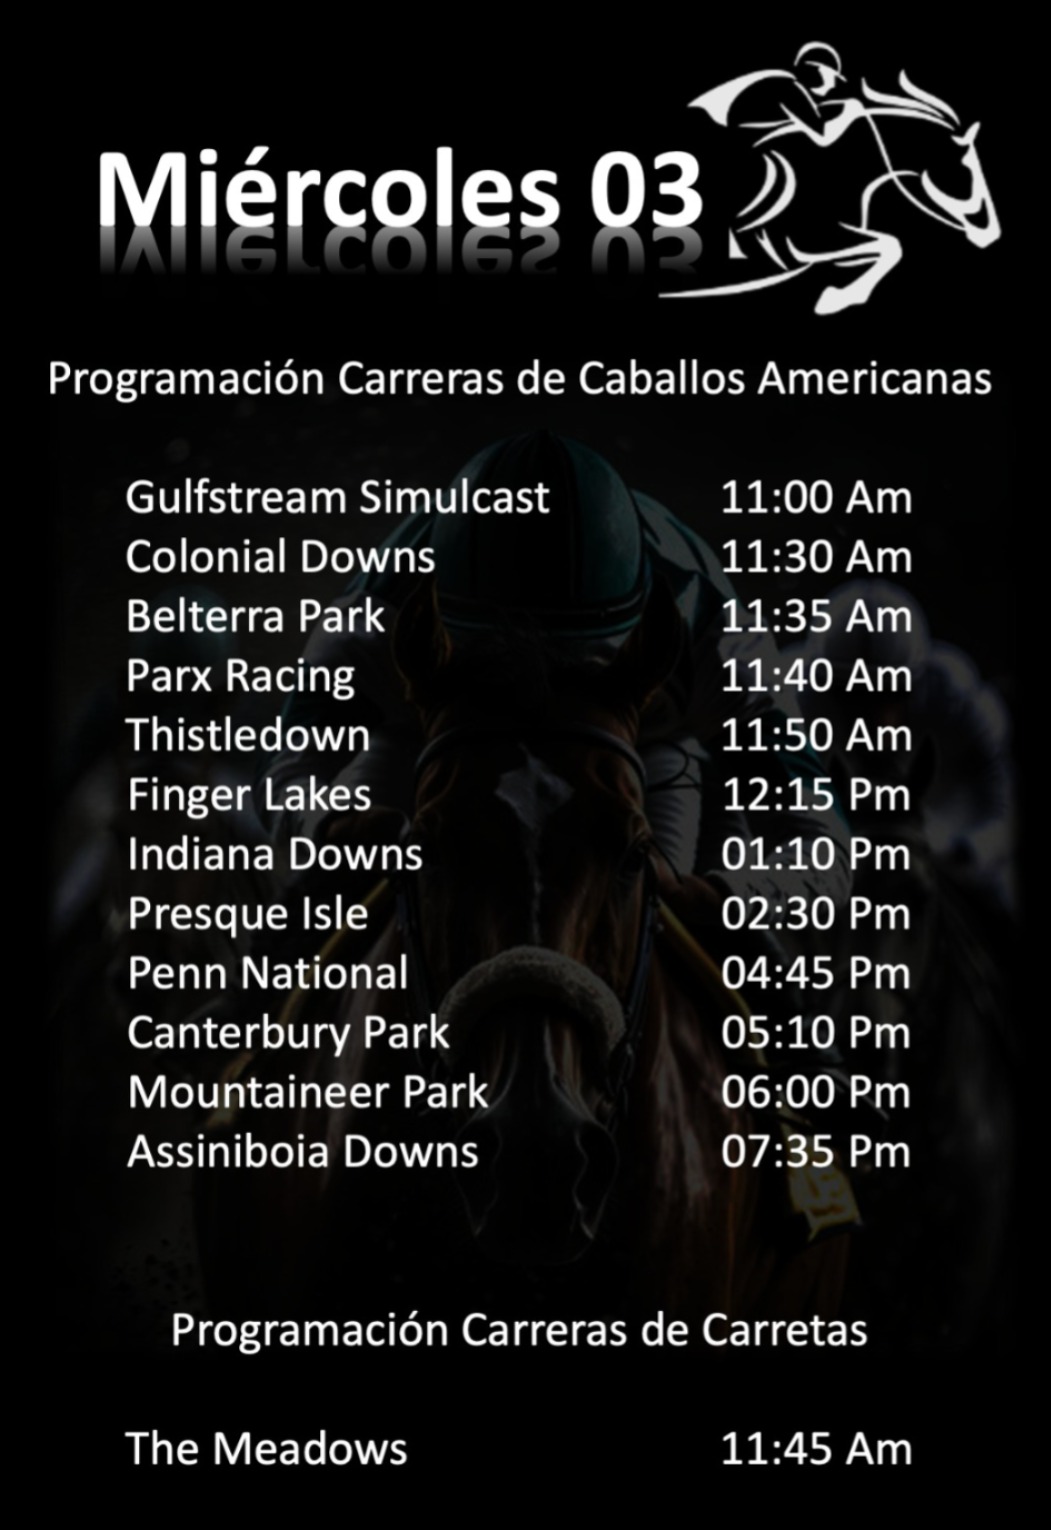 Miércoles 03
Programación Carreras de Caballos Americanas
Gulfstream Simulcast 11:00 Am
Colonial Downs 11:30 Am
Belterra Park 11:35 Am
Parx Racing 11:40 Am
Thistledown 11:50 Am
Finger Lakes 12:15 Pm
Indiana Downs 01:10 Pm
Presque Isle 02:30 Pm
Penn National 04:45 Pm
Canterbury Park 05:10 Pm
Mountaineer Park 06:00 Pm
Assiniboia Downs 07:35 Pm
Programación Carreras de Carretas
The Meadows 11:45 Am